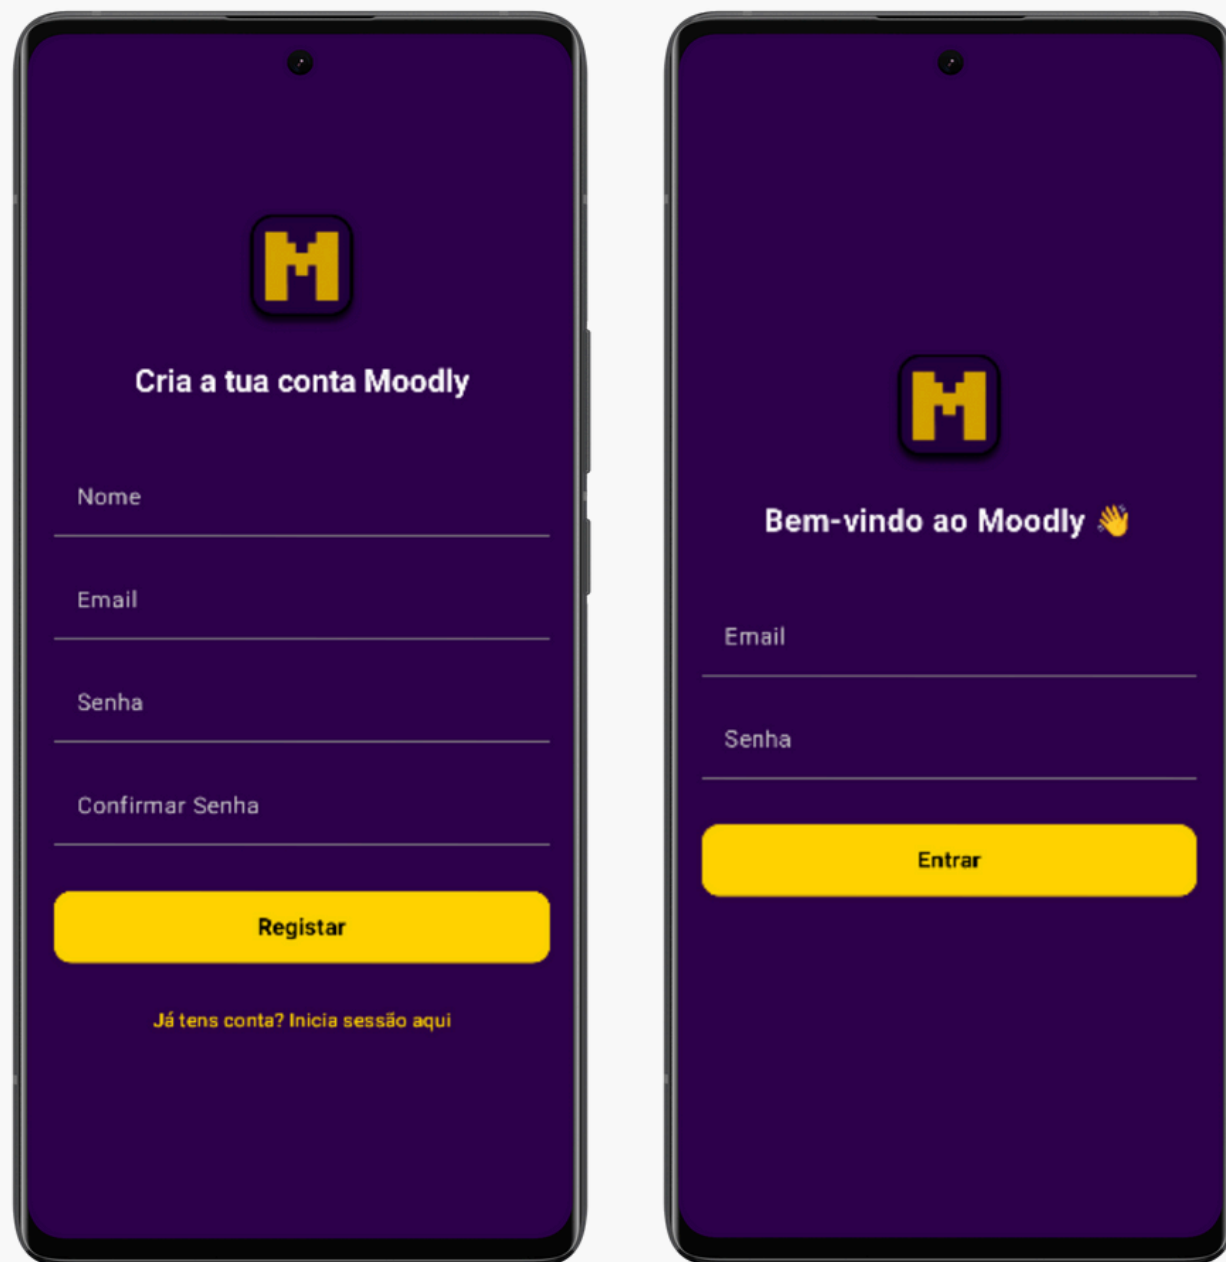 M
Cria a tua conta Moodly
Nome
Email
Senha
Confirmar Senha
Registar
Já tens conta? Inicia sessão aqui
M
Bem-vindo ao Moodly 👋
Email
Senha
Entrar